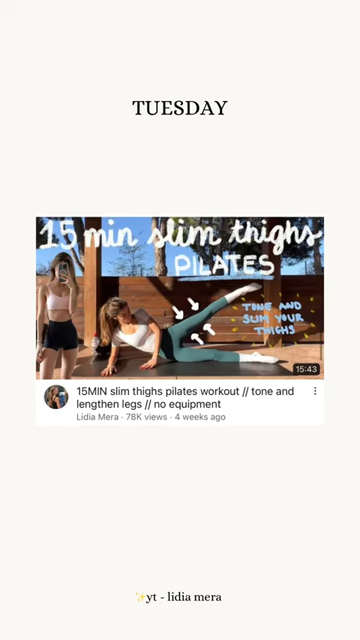 TUESDAY
15 min slim thighs
PILATES
TONE AND
SLIM YOUR
THIGHS
15:43
15MIN slim thighs pilates workout // tone and
lengthen legs // no equipment
Lidia Mera · 78K views · 4 weeks ago
✨yt - lidia mera